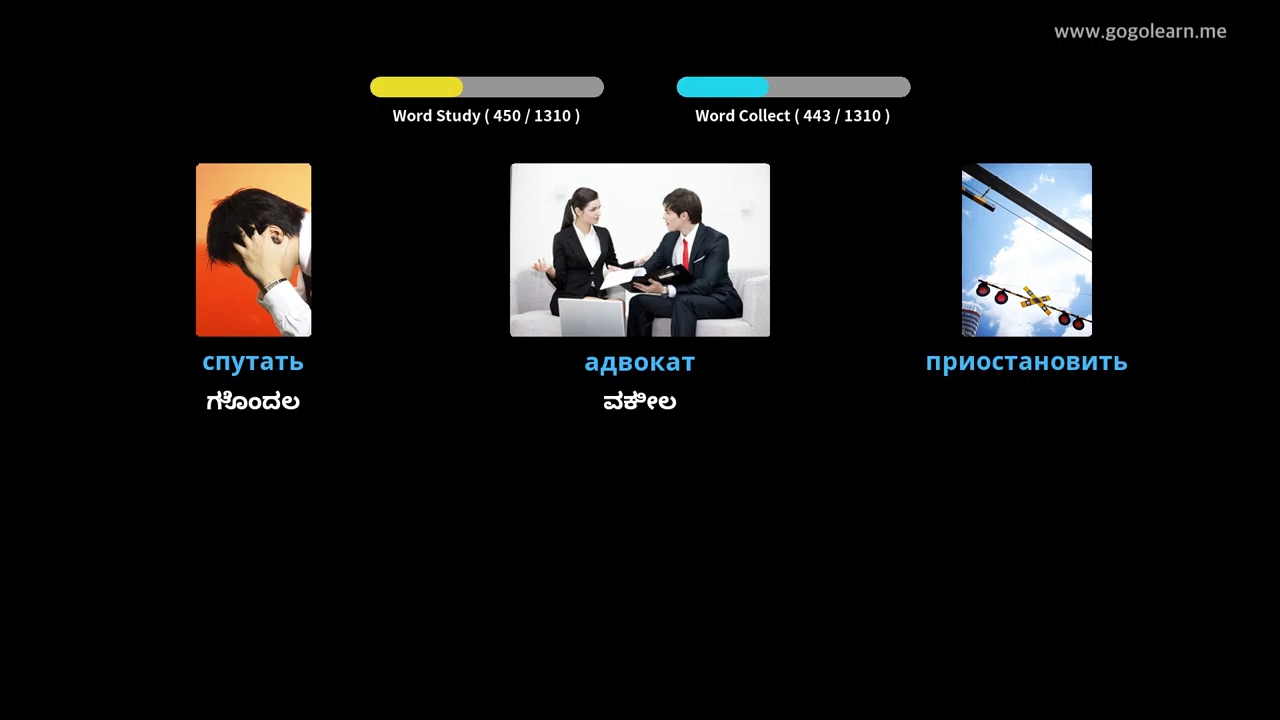 www.gogolearn.me
Word Study ( 450 / 1310 )
Word Collect ( 443 / 1310 )
спутать
адвокат
приостановить
ಗೊಂದಲ
ವಕೀಲ